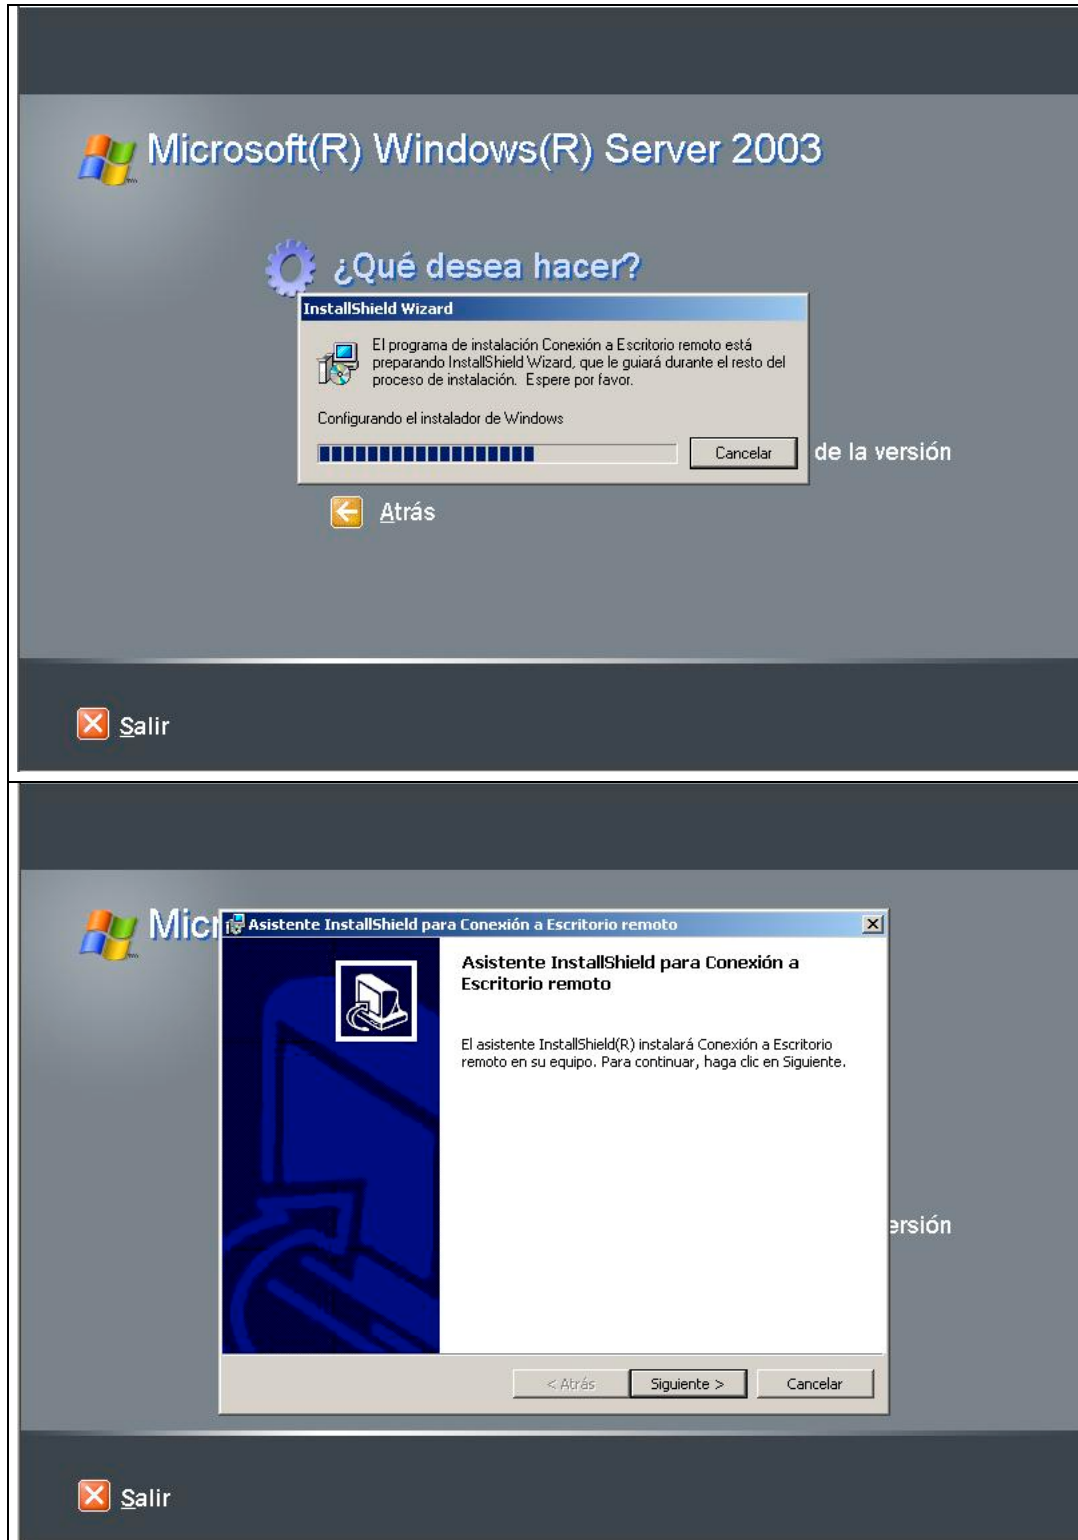 Microsoft(R) Windows(R) Server 2003
¿Qué desea hacer?
InstallShield Wizard
El programa de instalación Conexión a Escritorio remoto está
preparando InstallShield Wizard, que le guiará durante el resto del
proceso de instalación. Espere por favor.
Configurando el instalador de Windows
Cancelar
de la versión
Atrás
Salir
Micr
Asistente InstallShield para Conexión a Escritorio remoto
Asistente InstallShield para Conexión a
Escritorio remoto
El asistente InstallShield(R) instalará Conexión a Escritorio
remoto en su equipo. Para continuar, haga clic en Siguiente.
ersión
< Atrás
Siguiente >
Cancelar
Salir